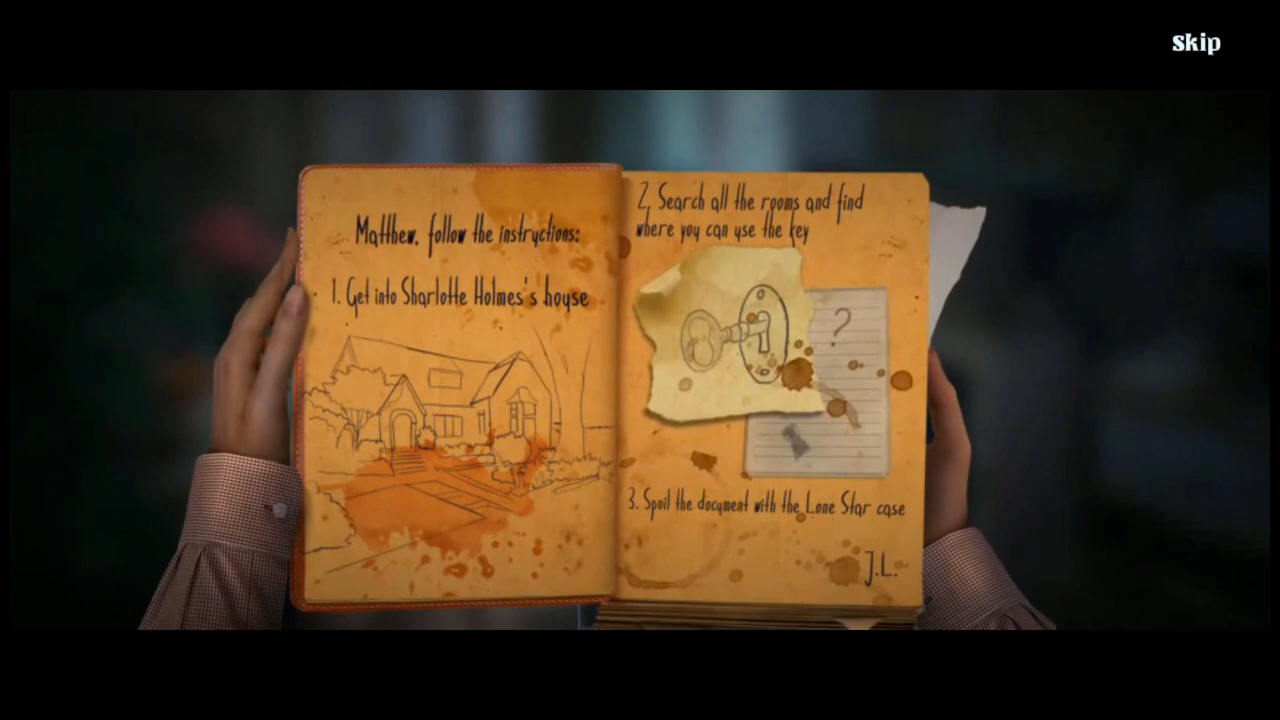 Skip
Matthew, follow the instructions:
1. Get into Sharlotte Holmes's house
2. Search all the rooms and find
where you can use the key
?
3. Spoil the document with the Lone Star case
J.L.